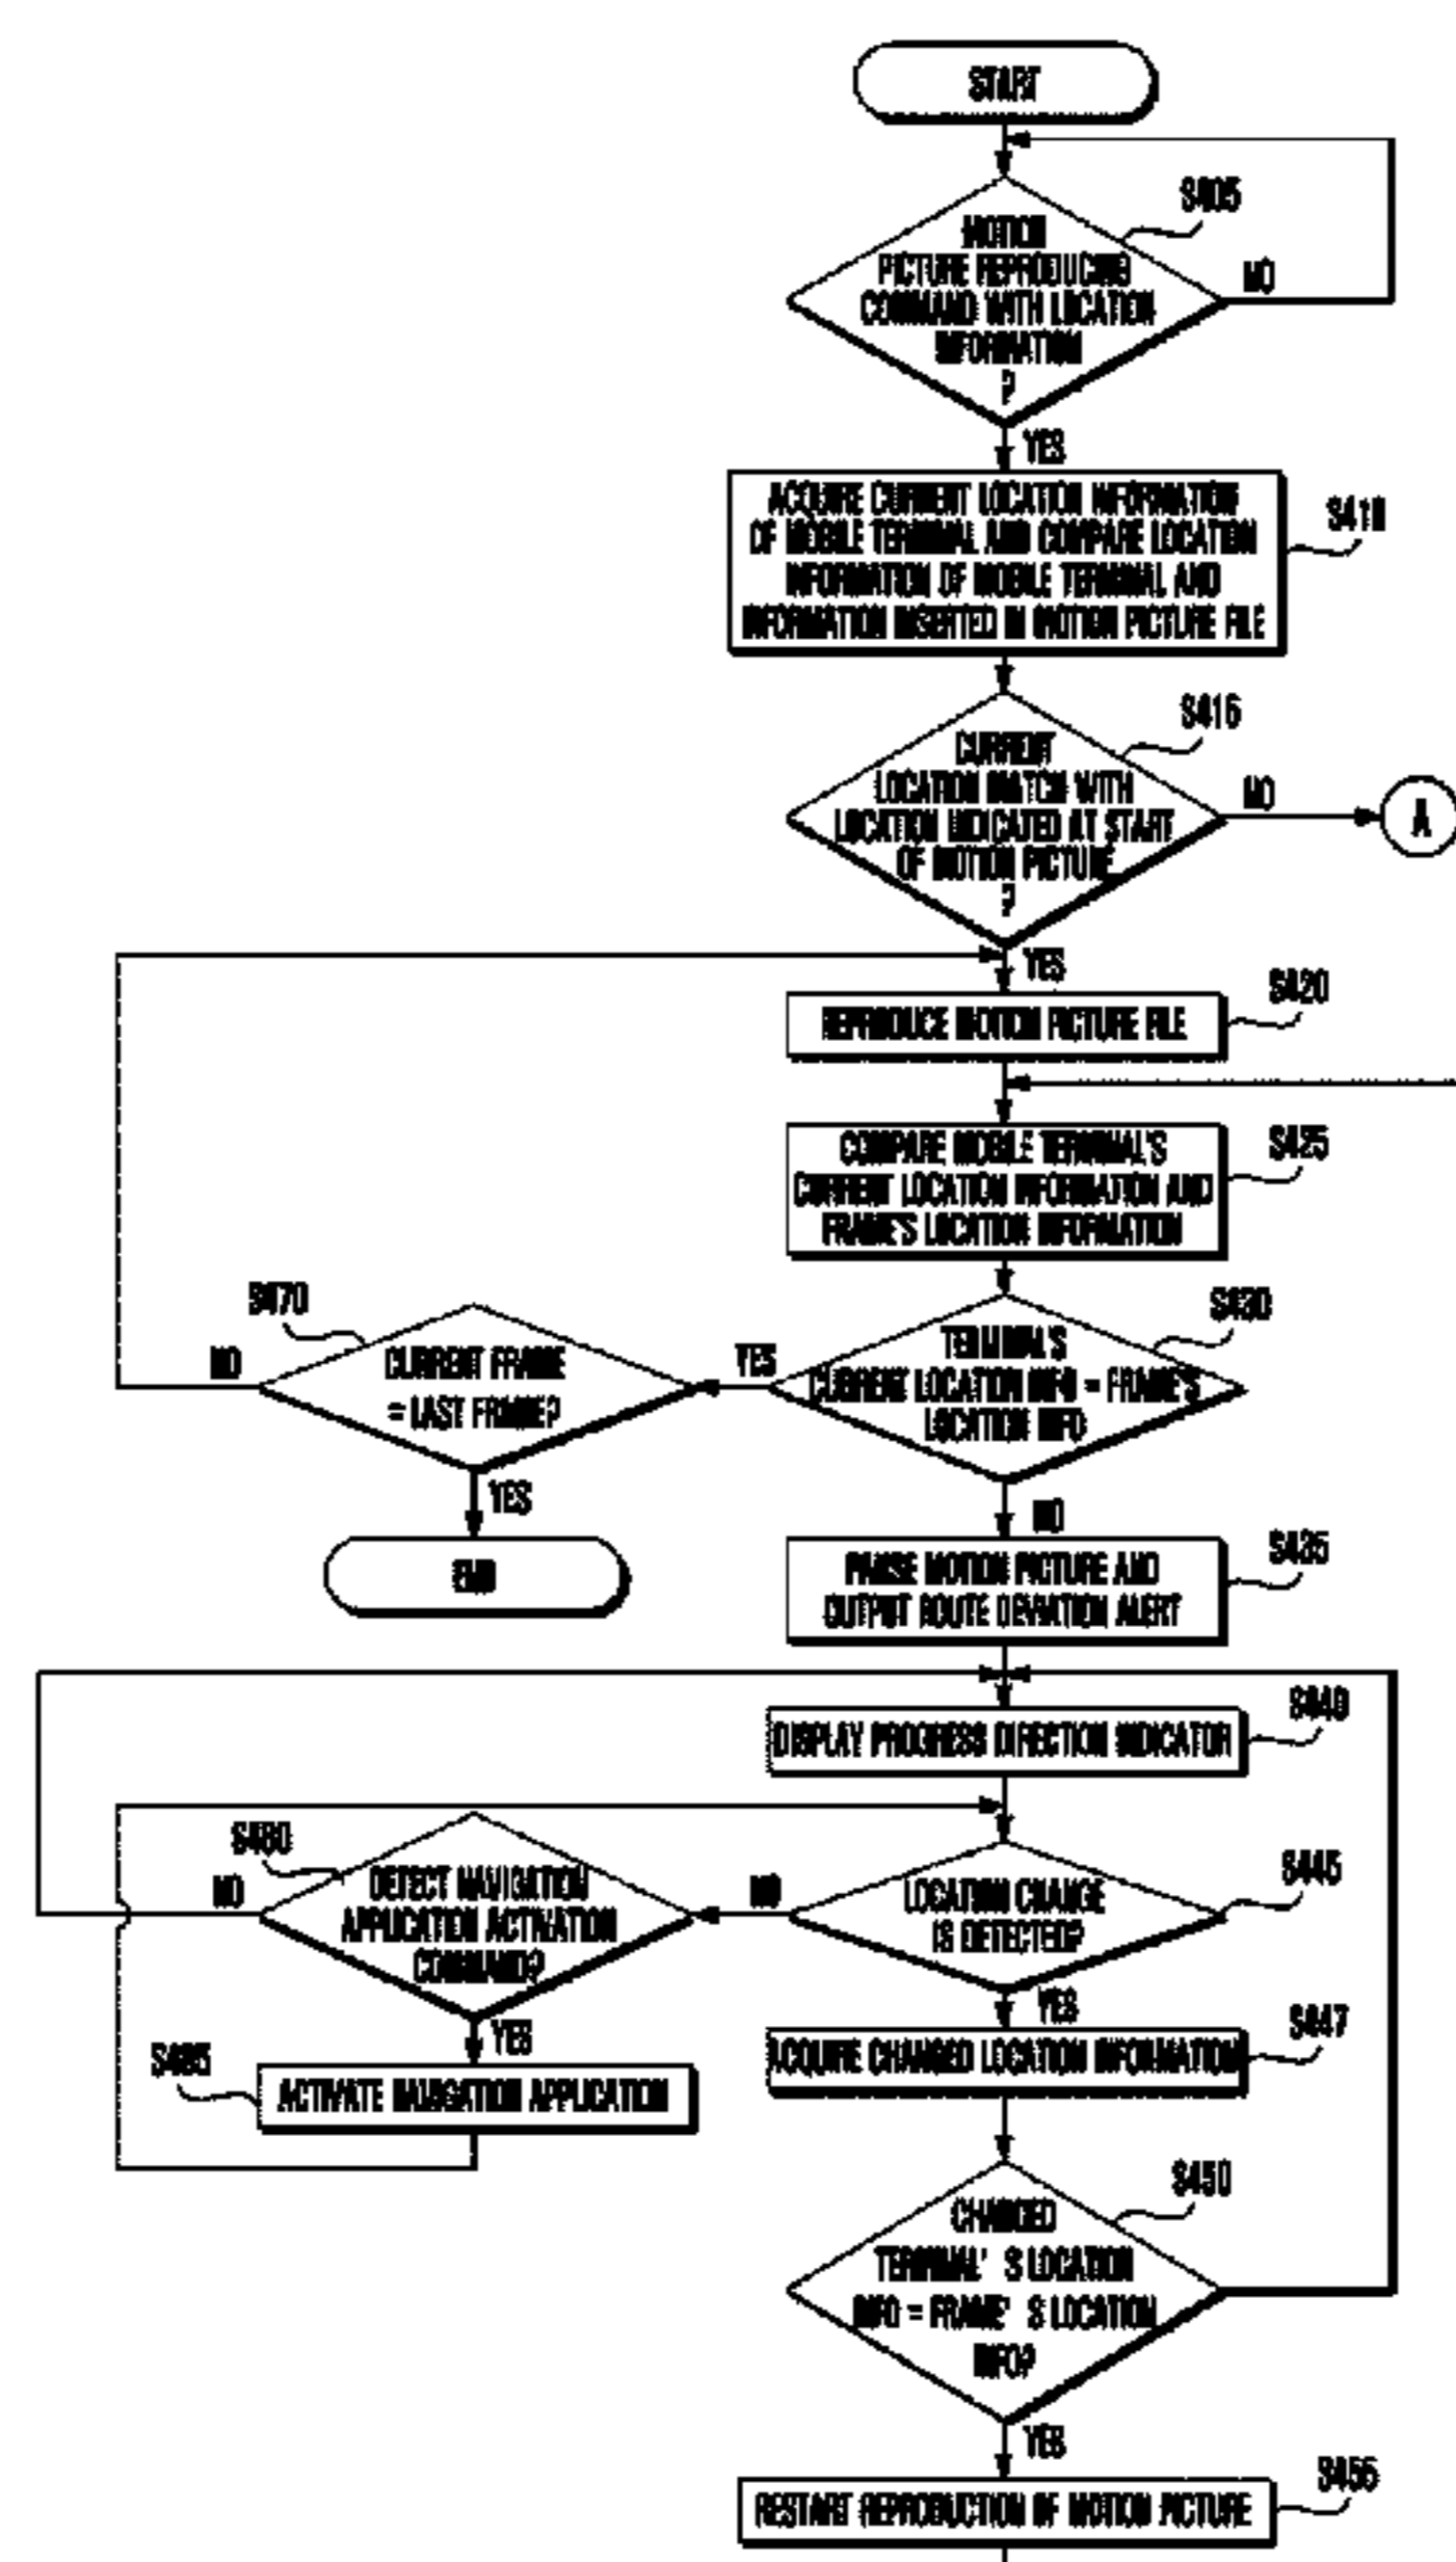 START
S405
MOTION
PICTURE REPRODUCING
COMMAND WITH LOCATION
INFORMATION
?
NO
YES
ACQUIRE CURRENT LOCATION INFORMATION
OF MOBILE TERMINAL AND COMPARE LOCATION
INFORMATION OF MOBILE TERMINAL AND
INFORMATION INSERTED IN MOTION PICTURE FILE
S410
S415
CURRENT
LOCATION MATCH WITH
LOCATION INDICATED AT START
OF MOTION PICTURE
?
NO
A
YES
REPRODUCE MOTION PICTURE FILE
S420
COMPARE MOBILE TERMINAL'S
CURRENT LOCATION INFORMATION AND
FRAME'S LOCATION INFORMATION
S425
S430
TERMINAL'S
CURRENT LOCATION INFO = FRAME'S
LOCATION INFO
YES
S470
CURRENT FRAME
= LAST FRAME?
NO
YES
END
NO
PAUSE MOTION PICTURE AND
OUTPUT ROUTE DEVIATION ALERT
S435
DISPLAY PROGRESS DIRECTION INDICATOR
S440
S445
LOCATION CHANGE
IS DETECTED?
NO
S480
DETECT NAVIGATION
APPLICATION ACTIVATION
COMMAND?
NO
YES
S485
ACTIVATE NAVIGATION APPLICATION
YES
ACQUIRE CHANGED LOCATION INFORMATION
S447
S450
CHANGED
TERMINAL' S LOCATION
INFO = FRAME' S LOCATION
INFO?
YES
RESTART REPRODUCTION OF MOTION PICTURE
S455